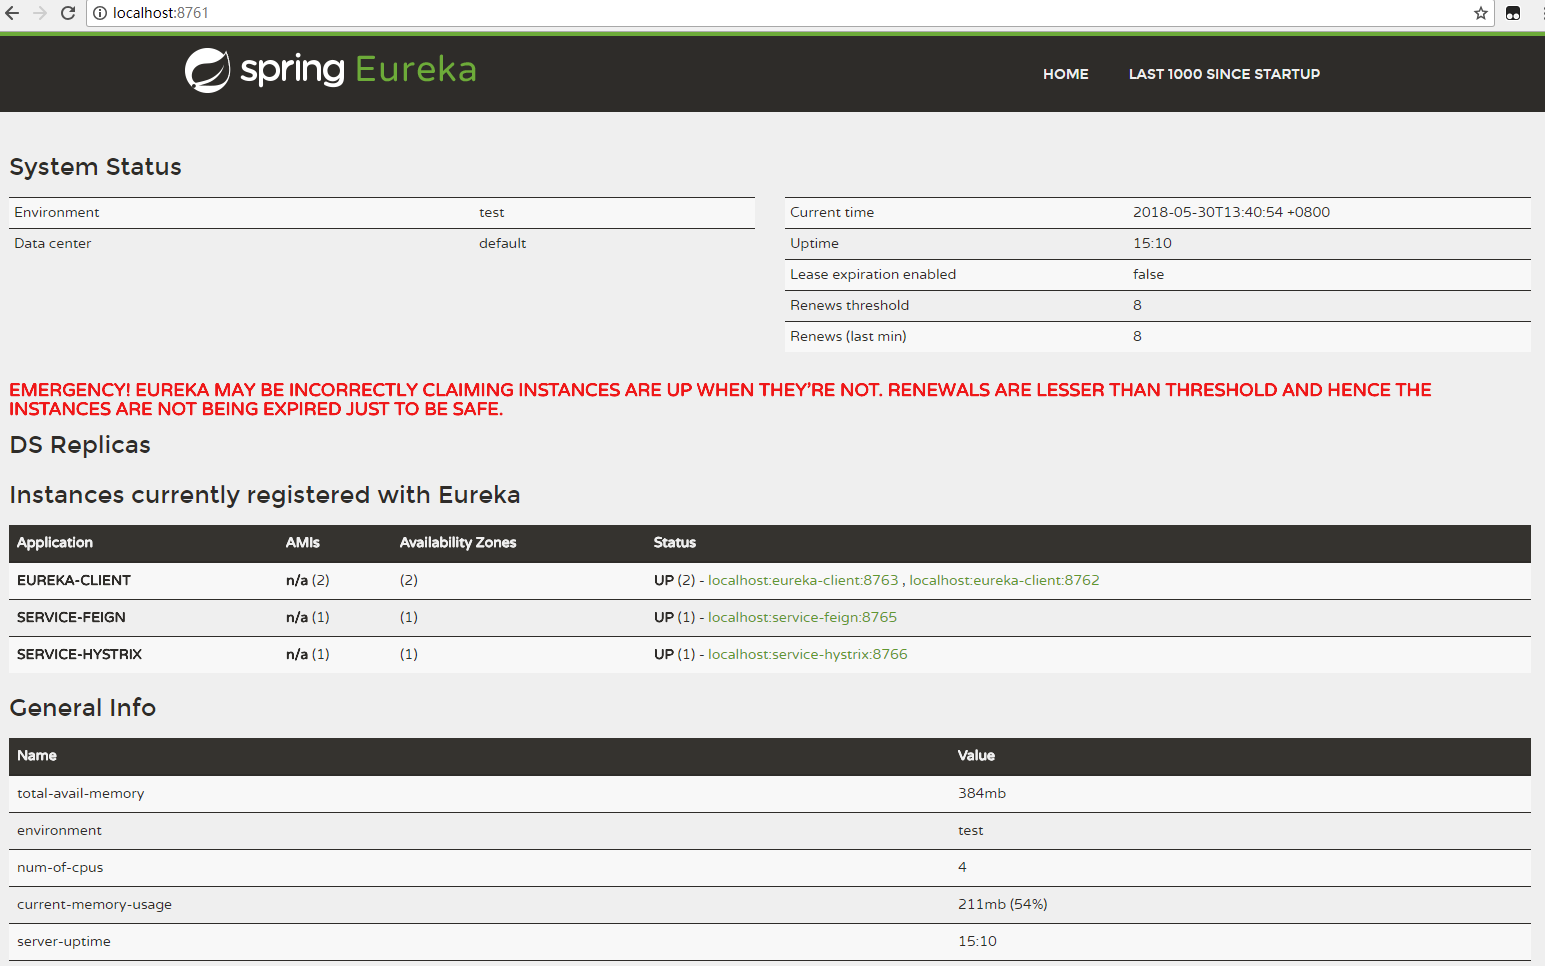 localhost:8761
spring Eureka
HOME LAST 1000 SINCE STARTUP
System Status
Environment test
Data center default
Current time 2018-05-30T13:40:54 +0800
Uptime 15:10
Lease expiration enabled false
Renews threshold 8
Renews (last min) 8
EMERGENCY! EUREKA MAY BE INCORRECTLY CLAIMING INSTANCES ARE UP WHEN THEY'RE NOT. RENEWALS ARE LESSER THAN THRESHOLD AND HENCE THE
INSTANCES ARE NOT BEING EXPIRED JUST TO BE SAFE.
DS Replicas
Instances currently registered with Eureka
Application AMIs Availability Zones Status
EUREKA-CLIENT n/a (2) (2) UP (2) - localhost:eureka-client:8763 , localhost:eureka-client:8762
SERVICE-FEIGN n/a (1) (1) UP (1) - localhost:service-feign:8765
SERVICE-HYSTRIX n/a (1) (1) UP (1) - localhost:service-hystrix:8766
General Info
Name Value
total-avail-memory 384mb
environment test
num-of-cpus 4
current-memory-usage 211mb (54%)
server-uptime 15:10